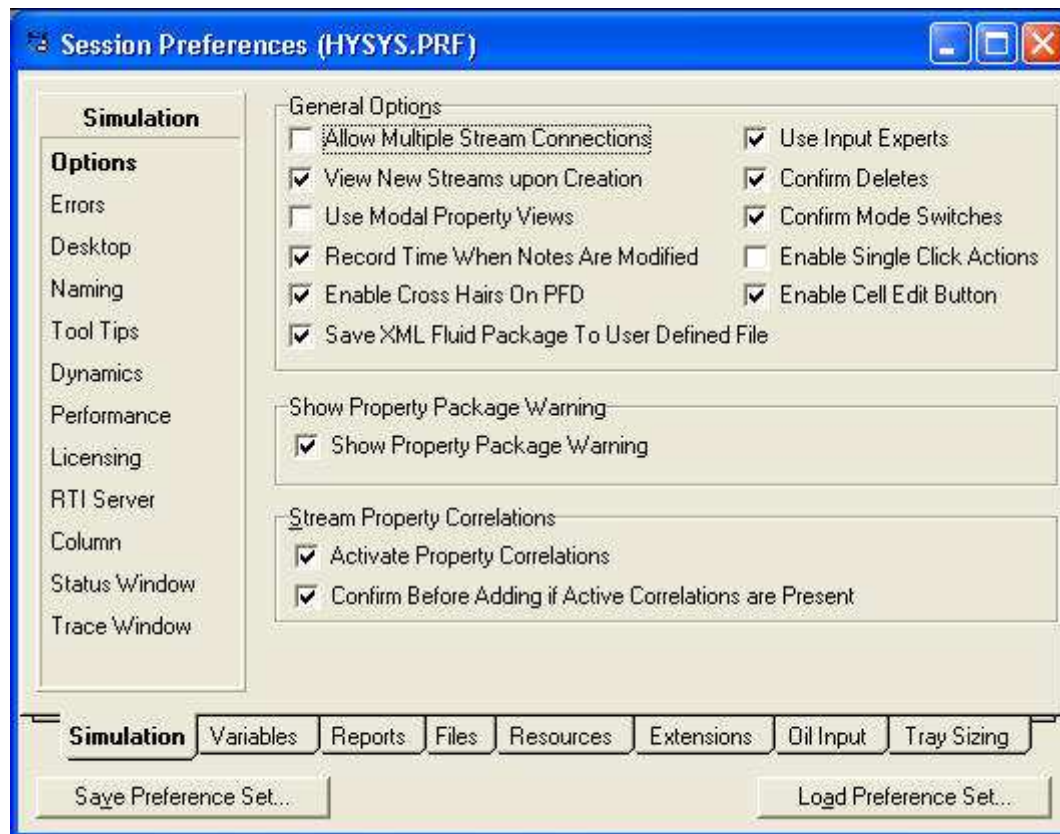 Session Preferences (HYSYS.PRF)
Simulation
Options
Errors
Desktop
Naming
Tool Tips
Dynamics
Performance
Licensing
RTI Server
Column
Status Window
Trace Window
General Options
Allow Multiple Stream Connections
View New Streams upon Creation
Use Modal Property Views
Record Time When Notes Are Modified
Enable Cross Hairs On PFD
Save XML Fluid Package To User Defined File
Use Input Experts
Confirm Deletes
Confirm Mode Switches
Enable Single Click Actions
Enable Cell Edit Button
Show Property Package Warning
Show Property Package Warning
Stream Property Correlations
Activate Property Correlations
Confirm Before Adding if Active Correlations are Present
Simulation Variables Reports Files Resources Extensions Oil Input Tray Sizing
Save Preference Set... Load Preference Set...